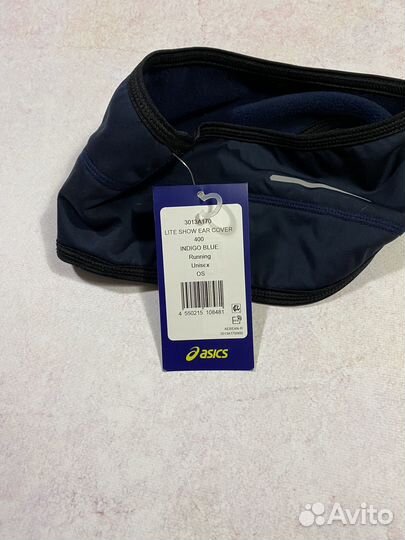 3013A170
LITE SHOW EAR COVER
400
INDIGO BLUE
Running
Unisex
OS
4 550215 108481
asics
Avito